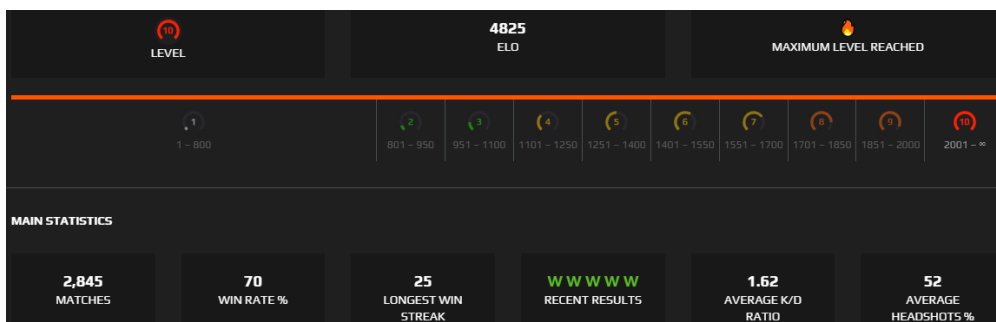 10
LEVEL
4825
ELO
MAXIMUM LEVEL REACHED
1
2
3
4
5
6
7
8
9
10
1 – 800
801 – 950
951 – 1100
1101 – 1250
1251 – 1400
1401 – 1550
1551 – 1700
1701 – 1850
1851 – 2000
2001 – ∞
MAIN STATISTICS
2,845
MATCHES
70
WIN RATE %
25
LONGEST WIN
STREAK
W W W W W
RECENT RESULTS
1.62
AVERAGE K/D
RATIO
52
AVERAGE
HEADSHOTS %